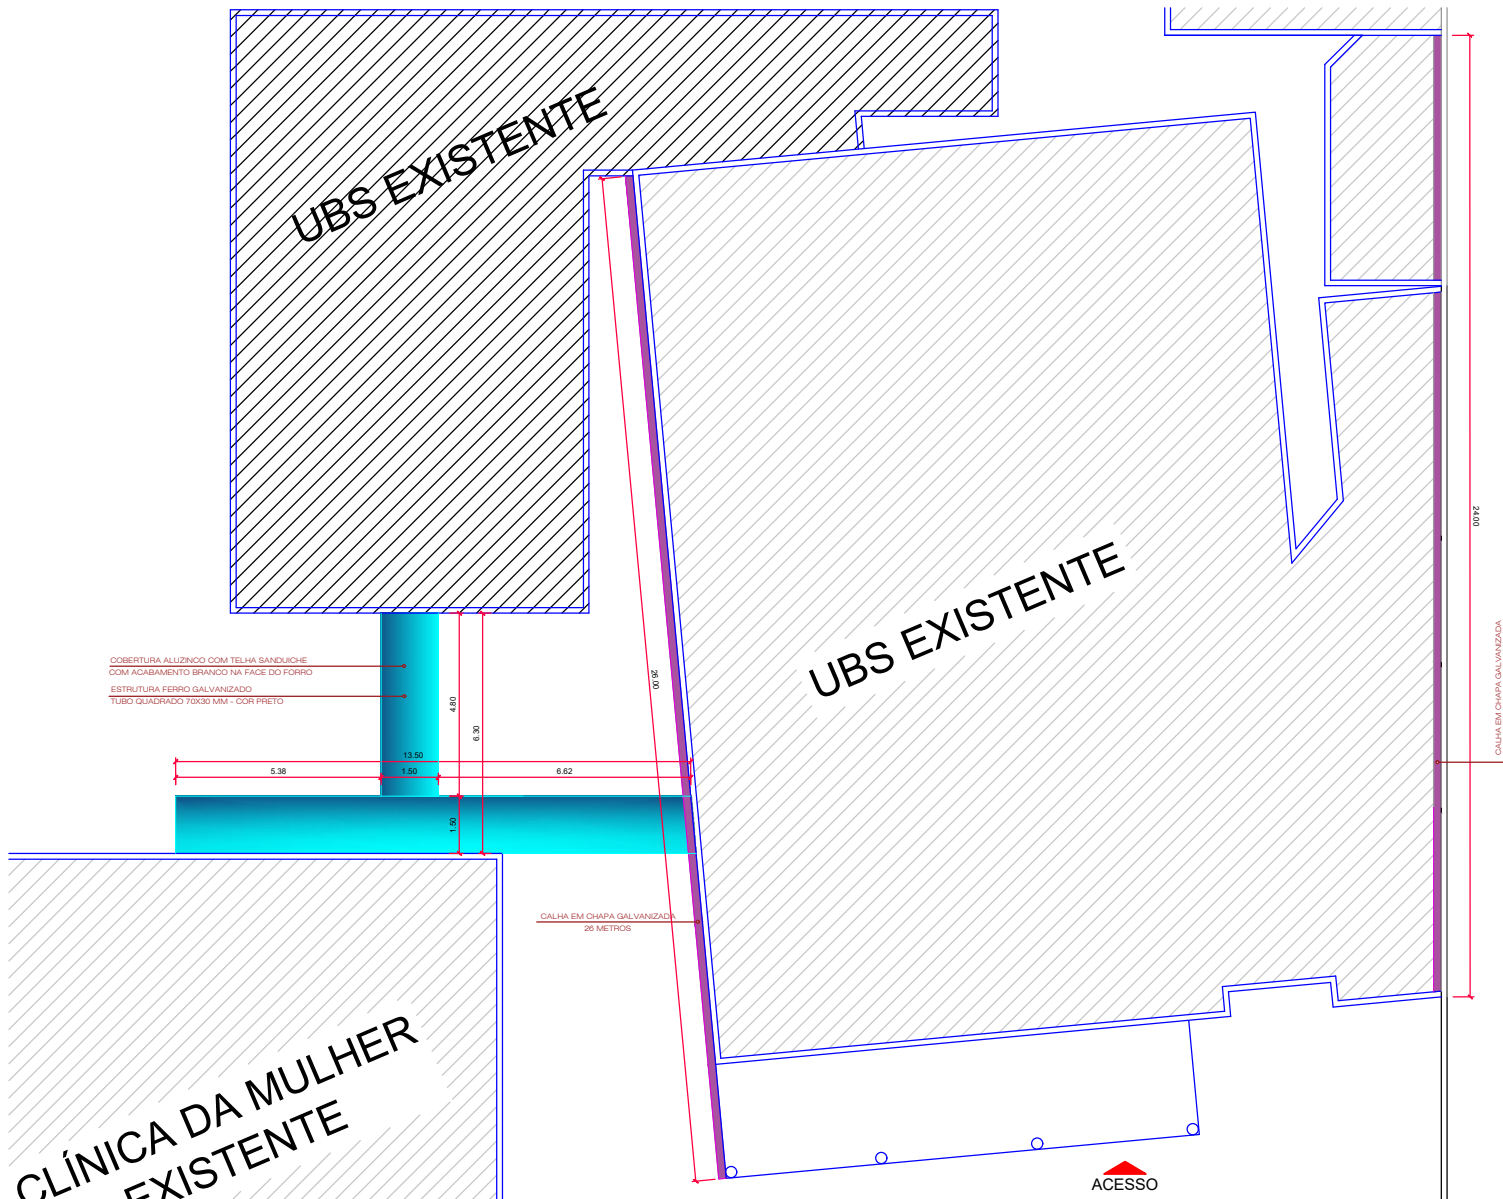 UBS EXISTENTE
24.00
COBERTURA ALUZINCO COM TELHA SANDUICHE
COM ACABAMENTO BRANCO NA FACE DO FORRO
ESTRUTURA FERRO GALVANIZADO
TUBO QUADRADO 70X30 MM - COR PRETO
4.80
6.30
26.00
UBS EXISTENTE
CALHA EM CHAPA GALVANIZADA
13.50
5.38
1.50
6.62
1.50
CALHA EM CHAPA GALVANIZADA
26 METROS
CLÍNICA DA MULHER
EXISTENTE
ACESSO